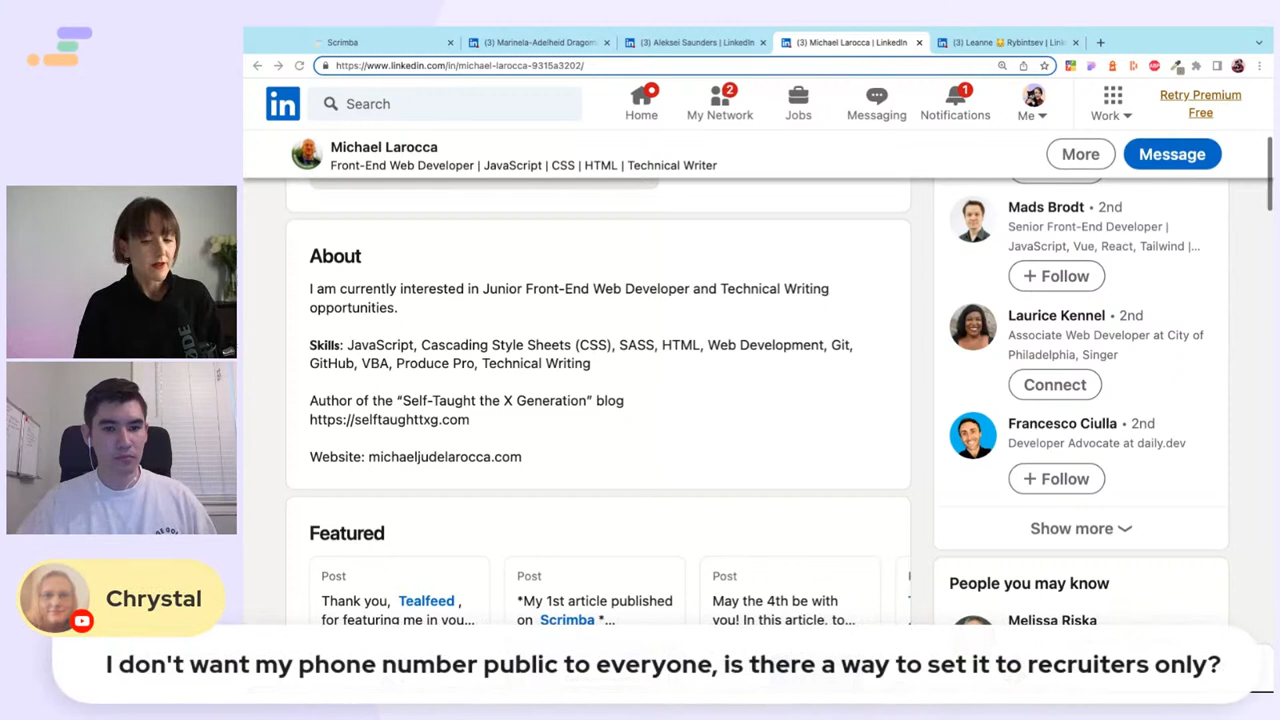 Scrimba
(3) Marinela-Adelheid Dragom
(3) Aleksei Saunders | LinkedIn
(3) Michael Larocca | LinkedIn
(3) Leanne 😸 Rybintsev | Link
https://www.linkedin.com/in/michael-larocca-9315a3202/
in
Search
Home
2
My Network
Jobs
Messaging
1
Notifications
Me
Work
Retry Premium
Free
Michael Larocca
Front-End Web Developer | JavaScript | CSS | HTML | Technical Writer
More
Message
About
I am currently interested in Junior Front-End Web Developer and Technical Writing
opportunities.
Skills: JavaScript, Cascading Style Sheets (CSS), SASS, HTML, Web Development, Git,
GitHub, VBA, Produce Pro, Technical Writing
Author of the “Self-Taught the X Generation” blog
https://selftaughttxg.com
Website: michaeljudelarocca.com
Featured
Post
Thank you, Tealfeed ,
for featuring me in you...
Post
*My 1st article published
on Scrimba *...
Post
May the 4th be with
you! In this article, to...
Mads Brodt • 2nd
Senior Front-End Developer |
JavaScript, Vue, React, Tailwind |...
+ Follow
Laurice Kennel • 2nd
Associate Web Developer at City of
Philadelphia, Singer
Connect
Francesco Ciulla • 2nd
Developer Advocate at daily.dev
+ Follow
Show more
People you may know
Melissa Riska
Chrystal
I don't want my phone number public to everyone, is there a way to set it to recruiters only?